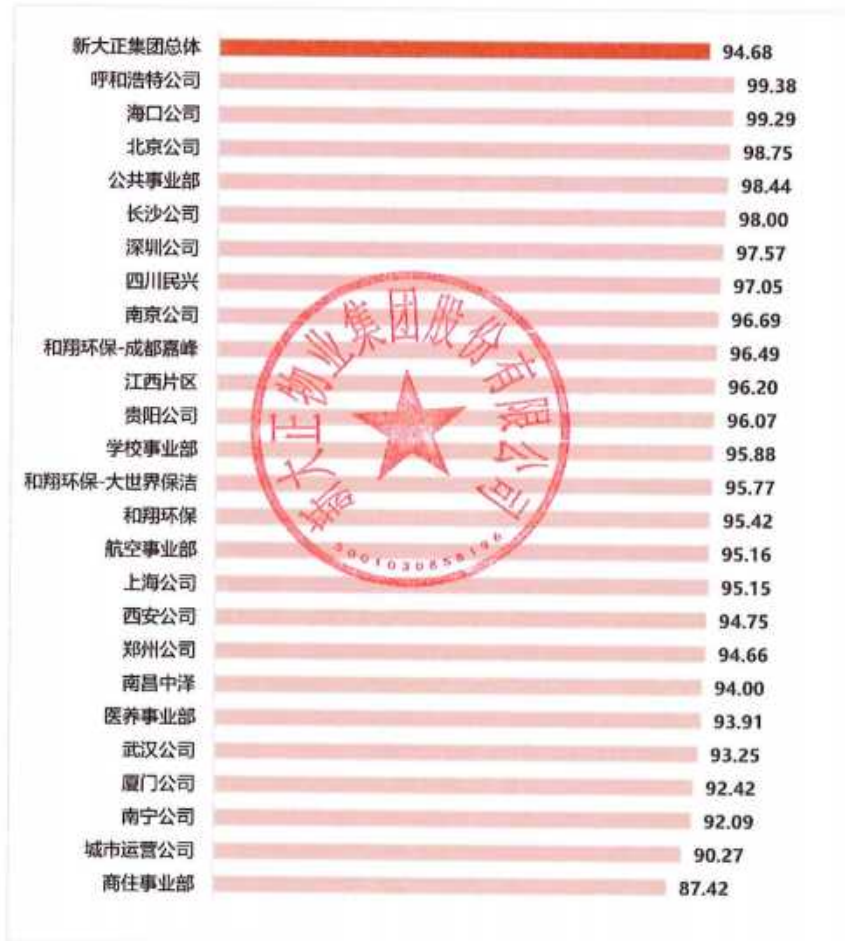 新大正集团总体 94.68
呼和浩特公司 99.38
海口公司 99.29
北京公司 98.75
公共事业部 98.44
长沙公司 98.00
深圳公司 97.57
四川民兴 97.05
南京公司 96.69
和翔环保-成都嘉峰 96.49
江西片区 96.20
贵阳公司 96.07
学校事业部 95.88
和翔环保-大世界保洁 95.77
和翔环保 95.42
航空事业部 95.16
上海公司 95.15
西安公司 94.75
郑州公司 94.66
南昌中泽 94.00
医养事业部 93.91
武汉公司 93.25
厦门公司 92.42
南宁公司 92.09
城市运营公司 90.27
商住事业部 87.42
新大正物业集团股份有限公司
5001030858196